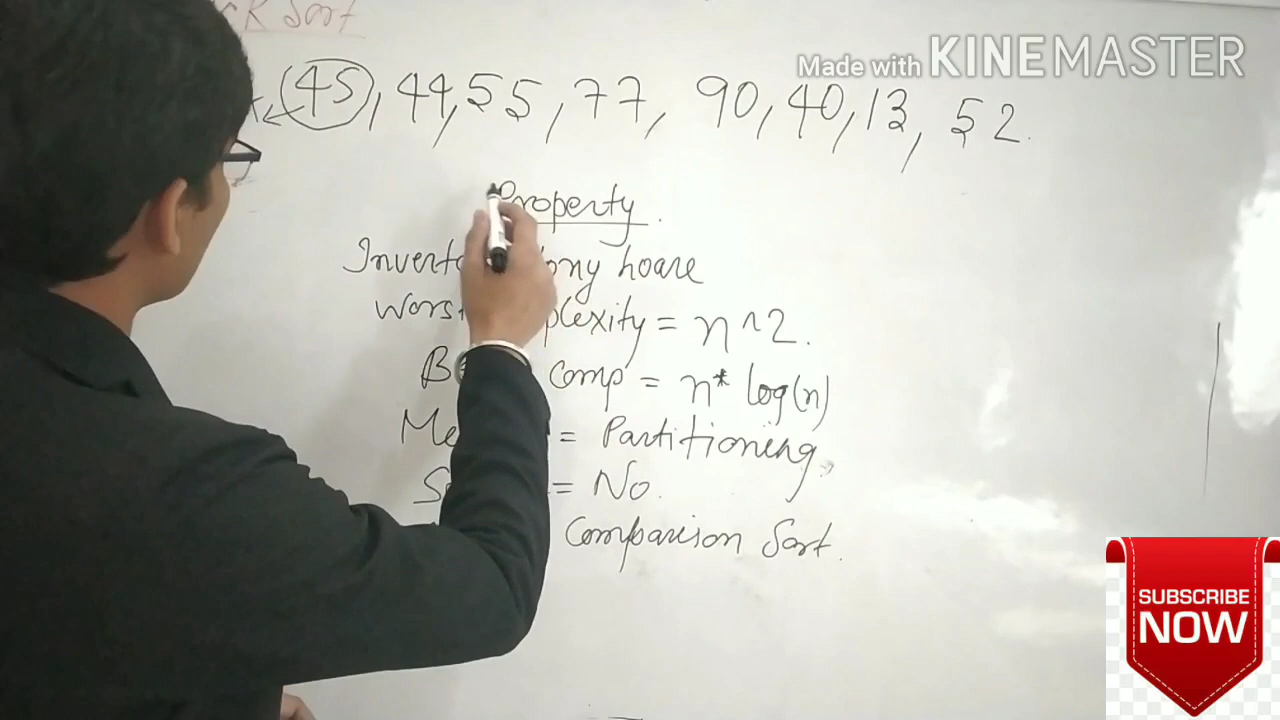 Sort
Made with KINEMASTER
45, 44, 55, 77, 90, 40, 13, 52.
Property.
hoare
= n^2.
Comp = n* log(n)
= Partitioning
= No.
Comparison Sort.
SUBSCRIBE
NOW